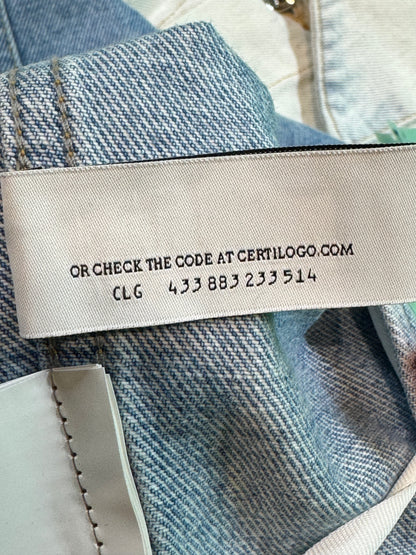 OR CHECK THE CODE AT CERTILOGO.COM
CLG 433 883 233 514